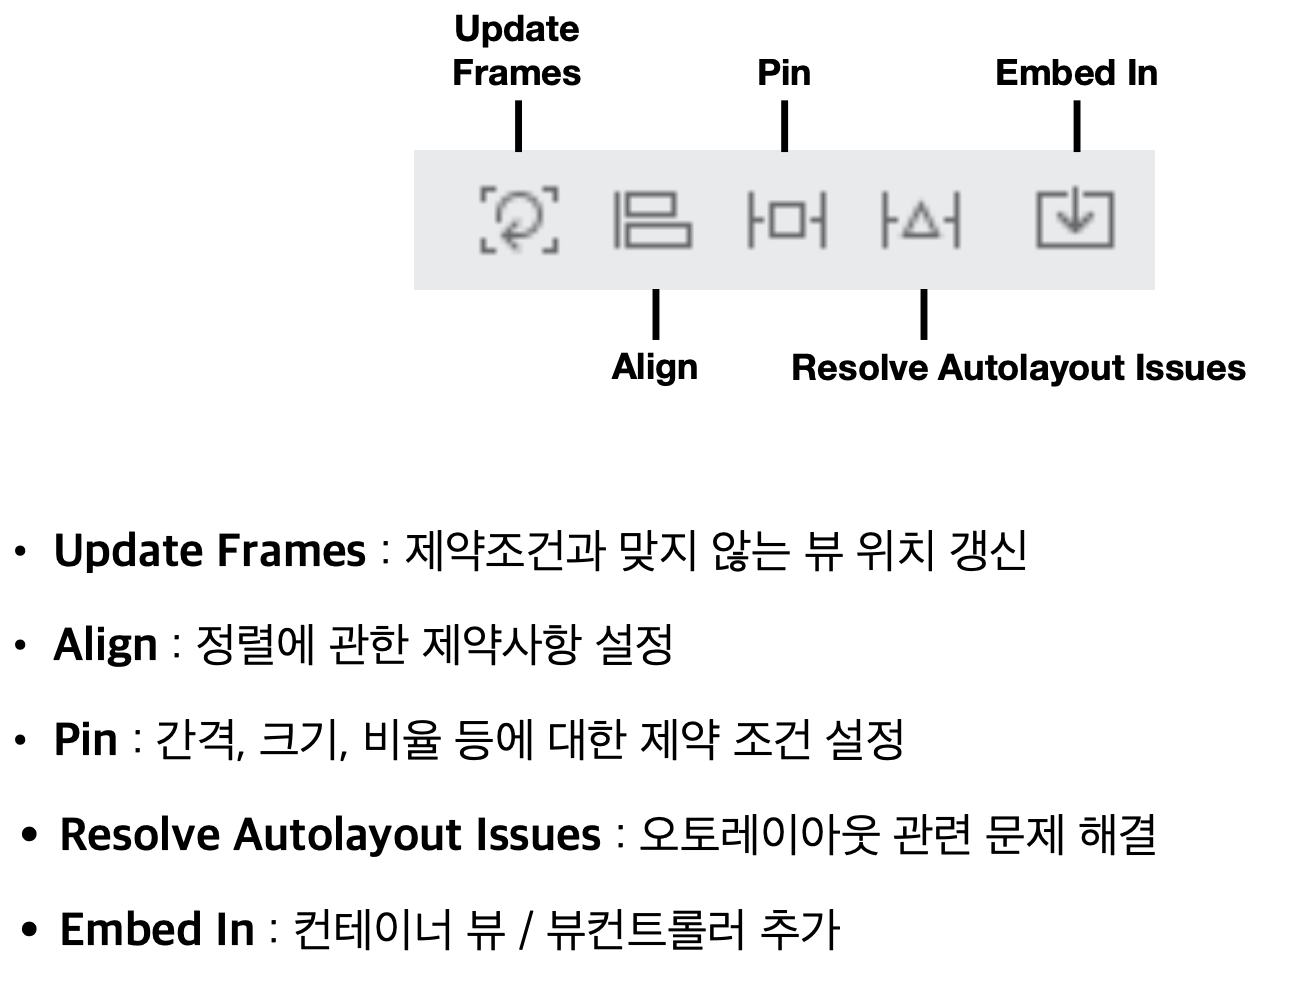 Update
Frames
Pin
Embed In
Align
Resolve Autolayout Issues
• Update Frames : 제약조건과 맞지 않는 뷰 위치 갱신
• Align : 정렬에 관한 제약사항 설정
• Pin : 간격, 크기, 비율 등에 대한 제약 조건 설정
• Resolve Autolayout Issues : 오토레이아웃 관련 문제 해결
• Embed In : 컨테이너 뷰 / 뷰컨트롤러 추가